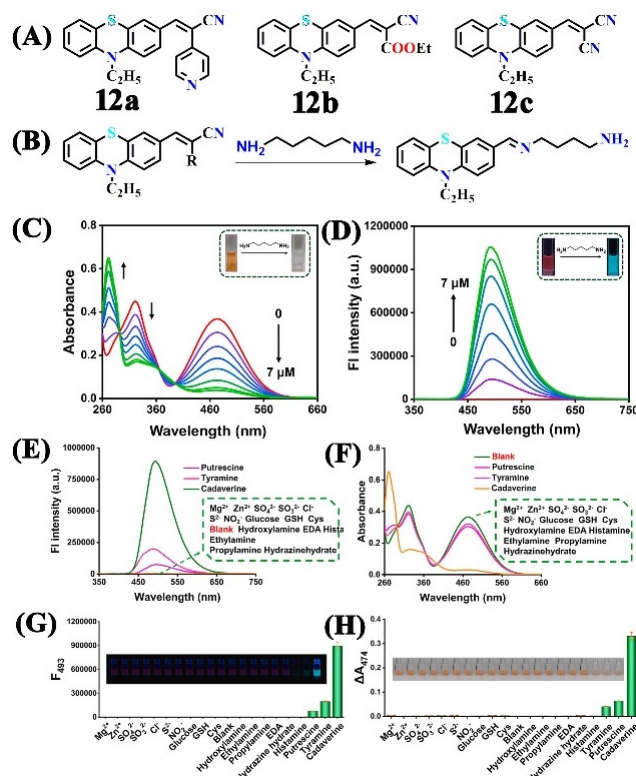 (A)
S
CN
N
C2H5
N
12a
S
CN
COOEt
N
C2H5
12b
S
CN
CN
N
C2H5
12c
(B)
S
CN
R
N
C2H5
NH2
NH2
S
N
NH2
N
C2H5
(C)
0.8
0.6
0.4
0.2
0.0
Absorbance
H2N
NH2
0
7 μM
260 360 460 560 660
Wavelength (nm)
(D)
1200000
900000
600000
300000
0
FI intensity (a.u.)
H2N
NH2
7 μM
0
350 450 550 650 750
Wavelength (nm)
(E)
1000000
750000
500000
250000
0
FI intensity (a.u.)
Putrescine
Tyramine
Cadaverine
Mg2+ Zn2+ SO42- SO32- Cl-
S2- NO2- Glucose GSH Cys
Blank Hydroxylamine EDA Hista
Ethylamine
Propylamine Hydrazinehydrate
350 450 550 650 750
Wavelength (nm)
(F)
0.8
0.6
0.4
0.2
0.0
Absorbance
Blank
Putrescine
Tyramine
Cadaverine
Mg2+ Zn2+ SO42- SO32- Cl-
S2- NO2- Glucose GSH Cys
Hydroxylamine EDA Histamine
Ethylamine Propylamine
Hydrazinehydrate
260 360 460 560 660
Wavelength (nm)
(G)
1200000
900000
600000
300000
0
F493
Mg2+
Zn2+
SO42-
SO32-
Cl-
S2-
NO2-
Glucose
GSH
Cys
Blank
Hydroxylamine
Ethylamine
Propylamine
EDA
Hydrazine hydrate
Histamine
Putrescine
Tyramine
Cadaverine
(H)
0.4
0.3
0.2
0.1
0.0
ΔA474
Mg2+
Zn2+
SO42-
SO32-
Cl-
S2-
NO2-
Glucose
GSH
Cys
Blank
Hydroxylamine
Ethylamine
Propylamine
EDA
Hydrazine hydrate
Histamine
Tyramine
Putrescine
Cadaverine